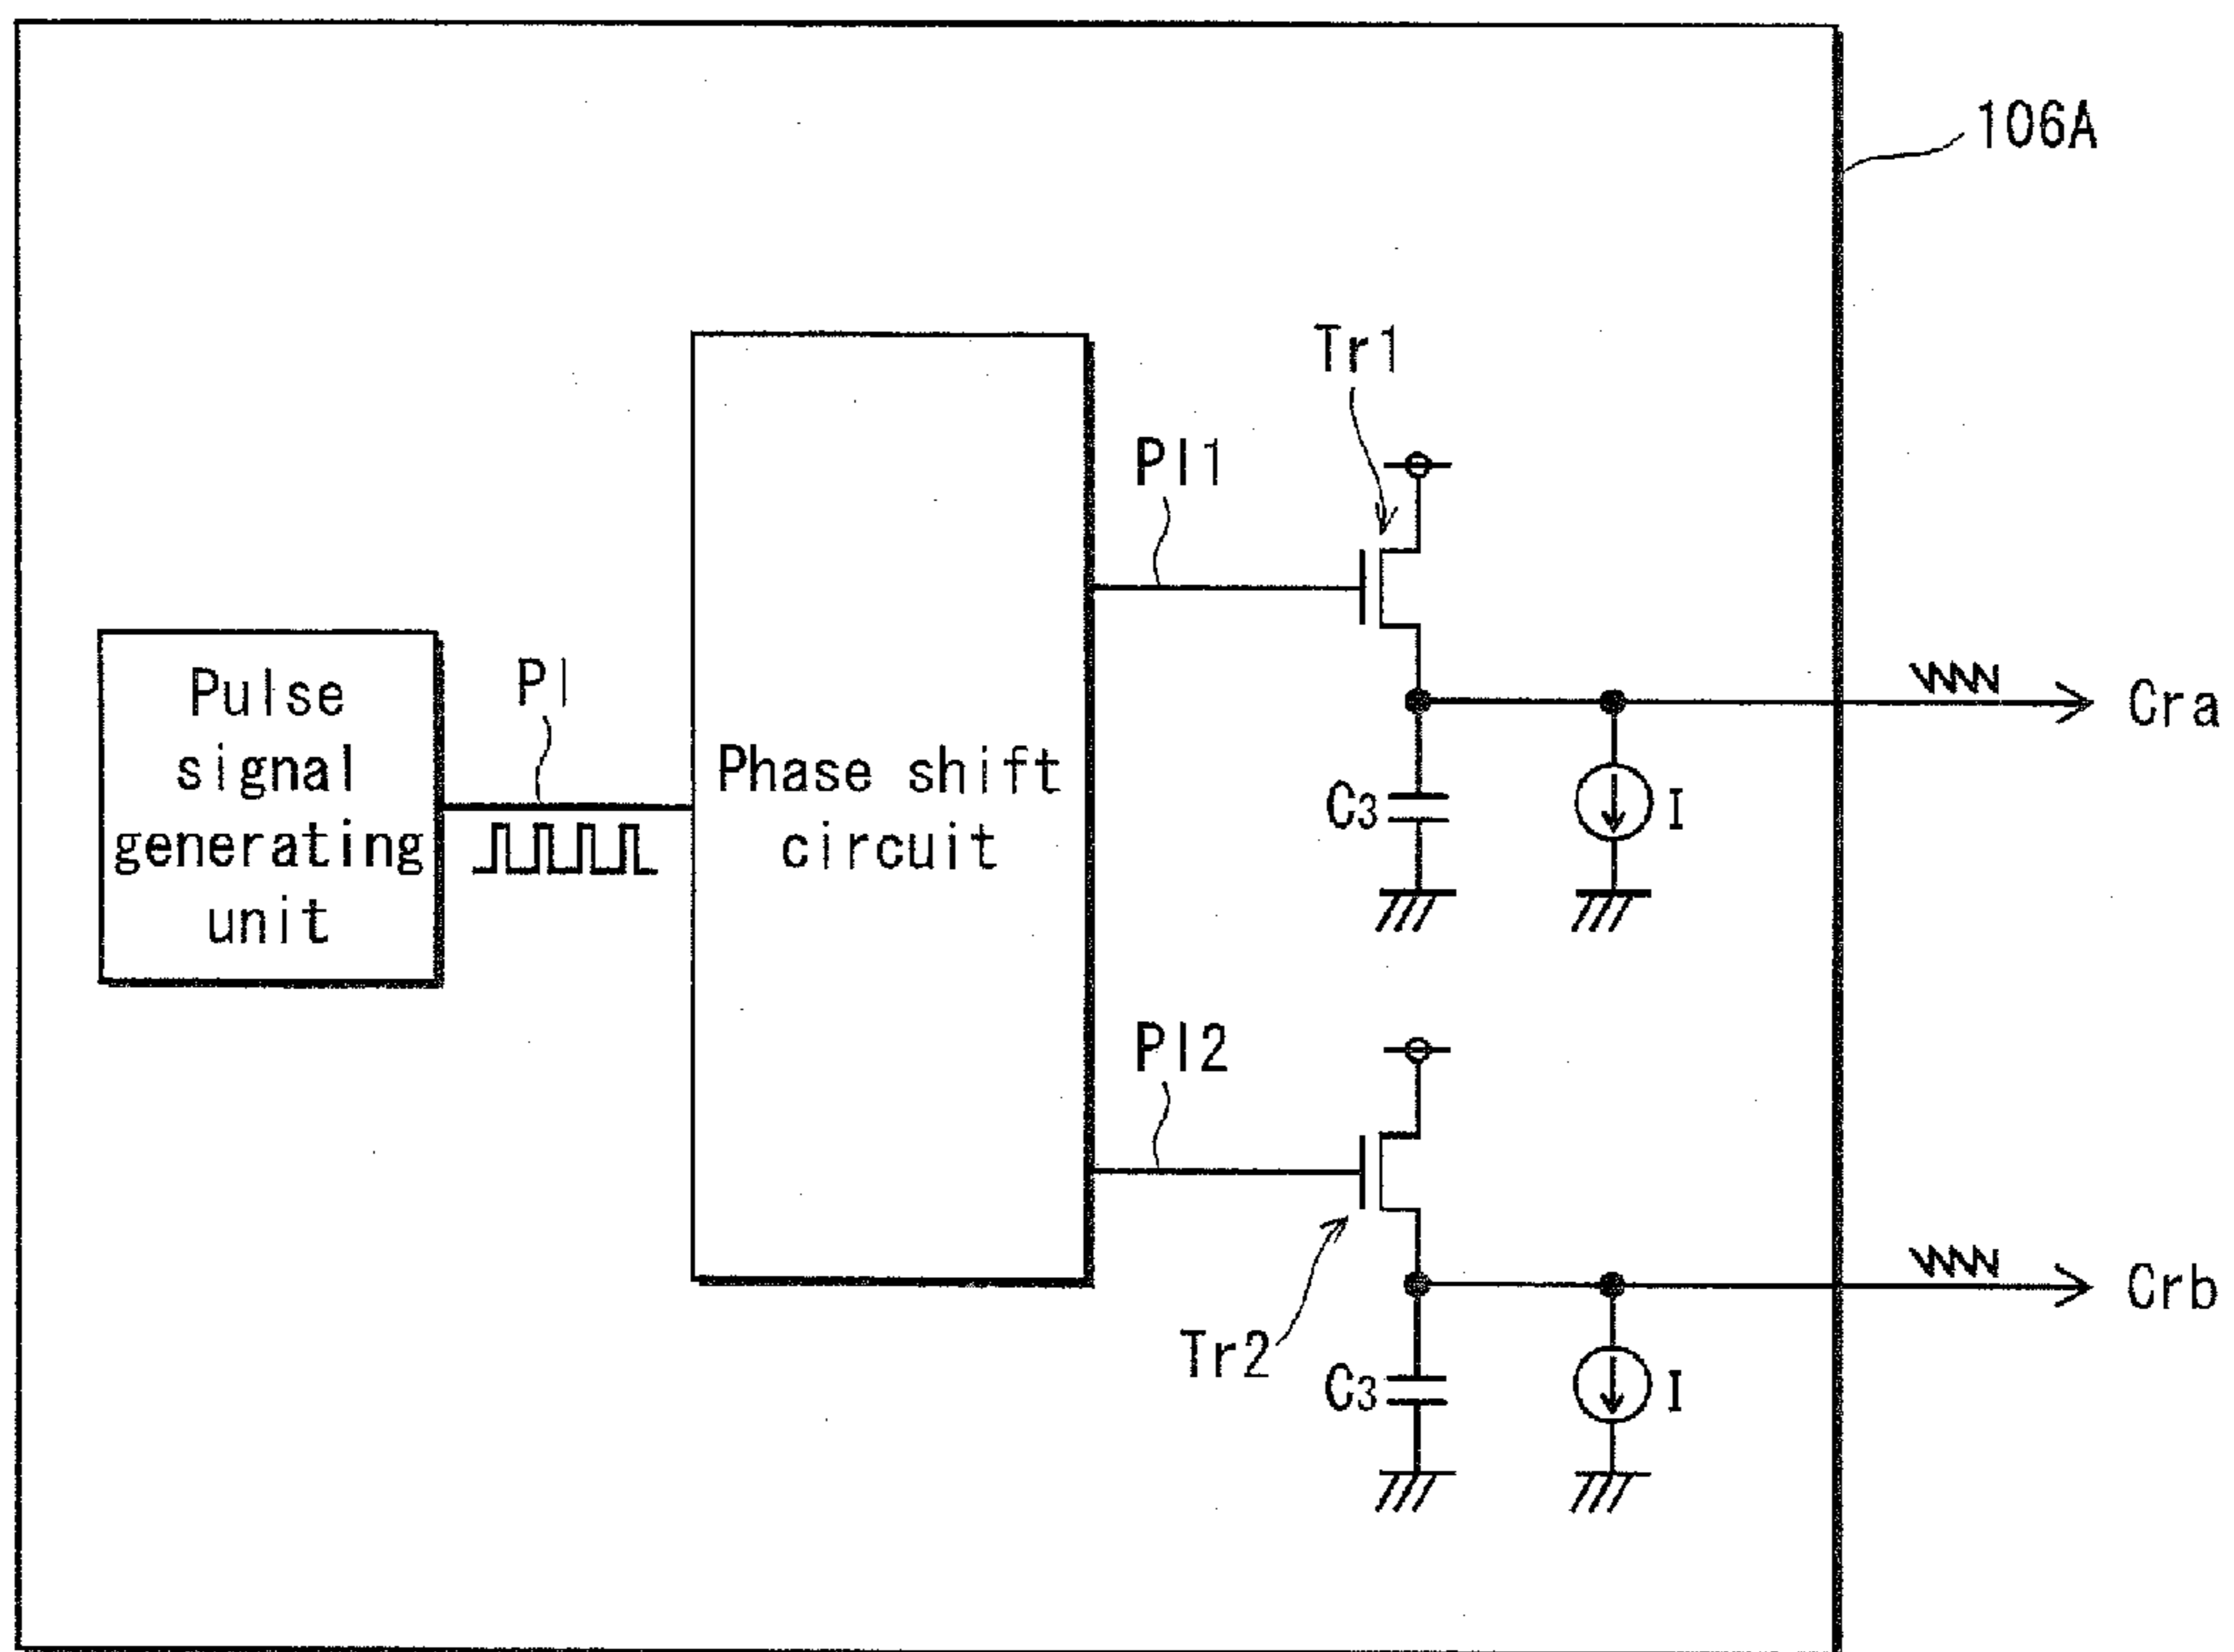 106A
Tr1
Pl1
Pulse
signal
generating
unit
Pl
Phase shift
circuit
Cra
C3
I
Pl2
Tr2
Crb
C3
I